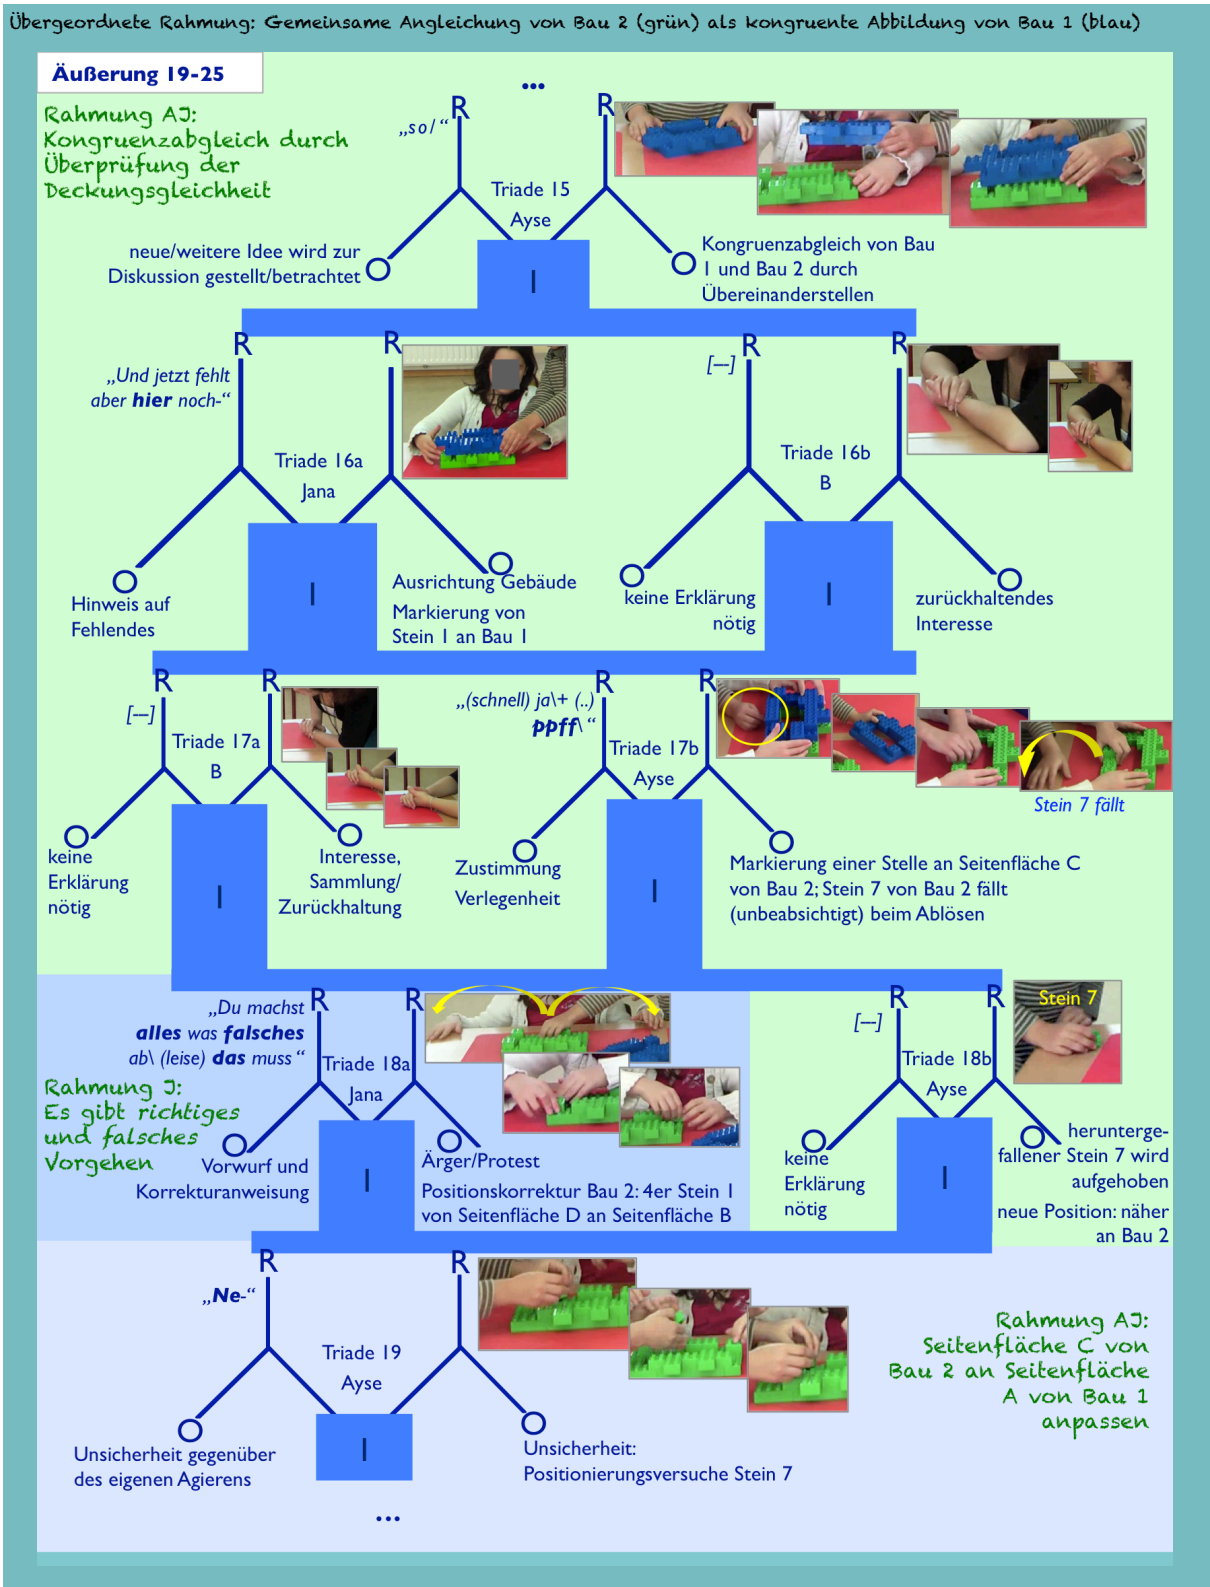 Übergeordnete Rahmung: Gemeinsame Angleichung von Bau 2 (grün) als kongruente Abbildung von Bau 1 (blau)
Äußerung 19-25
...
Rahmung AJ:
Kongruenzabgleich durch
Überprüfung der
Deckungsgleichheit
R
R
„so/“
Triade 15
Ayse
neue/weitere Idee wird zur
Diskussion gestellt/betrachtet
Kongruenzabgleich von Bau
1 und Bau 2 durch
Übereinanderstellen
I
R
R
R
R
„Und jetzt fehlt
aber hier noch-“
Triade 16a
Jana
Hinweis auf
Fehlendes
I
Ausrichtung Gebäude
Markierung von
Stein 1 an Bau 1
[---]
Triade 16b
B
keine Erklärung
nötig
I
zurückhaltendes
Interesse
R
R
R
R
[---]
Triade 17a
B
keine
Erklärung
nötig
I
Interesse,
Sammlung/
Zurückhaltung
„(schnell) ja\+ (..)
ppff\“
Triade 17b
Ayse
Zustimmung
Verlegenheit
I
Stein 7 fällt
Markierung einer Stelle an Seitenfläche C
von Bau 2; Stein 7 von Bau 2 fällt
(unbeabsichtigt) beim Ablösen
R
R
R
R
„Du machst
alles was falsches
ab\ (leise) das muss“
Triade 18a
Jana
Rahmung J:
Es gibt richtiges
und falsches
Vorgehen
Vorwurf und
Korrekturanweisung
I
Ärger/Protest
Positionskorrektur Bau 2: 4er Stein 1
von Seitenfläche D an Seitenfläche B
[---]
Stein 7
Triade 18b
Ayse
keine
Erklärung
nötig
I
herunterge-
fallener Stein 7 wird
aufgehoben
neue Position: näher
an Bau 2
R
R
„Ne-“
Triade 19
Ayse
Unsicherheit gegenüber
des eigenen Agierens
I
Unsicherheit:
Positionierungsversuche Stein 7
Rahmung AJ:
Seitenfläche C von
Bau 2 an Seitenfläche
A von Bau 1
anpassen
...